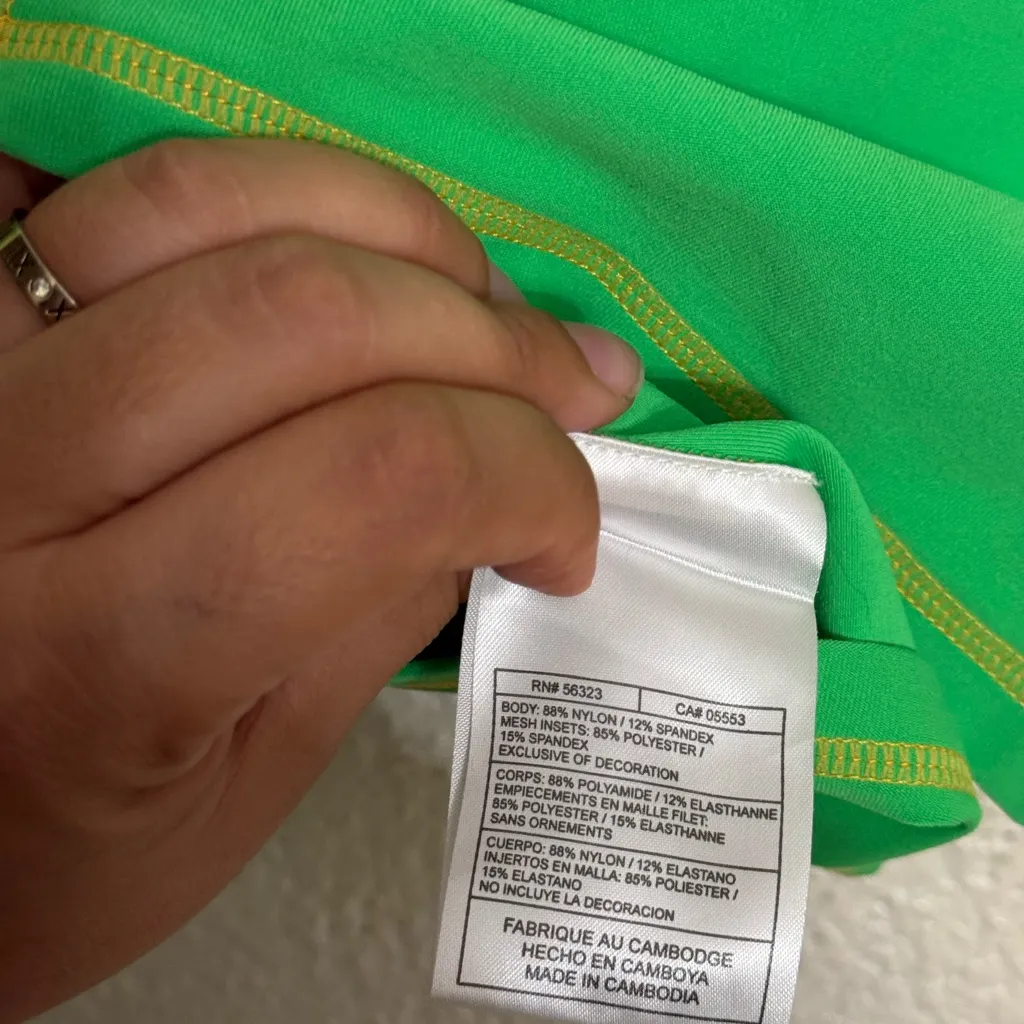 RN# 56323
CA# 05553
BODY: 88% NYLON / 12% SPANDEX
MESH INSETS: 85% POLYESTER /
15% SPANDEX
EXCLUSIVE OF DECORATION
CORPS: 88% POLYAMIDE / 12% ELASTHANNE
EMPIECEMENTS EN MAILLE FILET:
85% POLYESTER / 15% ELASTHANNE
SANS ORNEMENTS
CUERPO: 88% NYLON / 12% ELASTANO
INJERTOS EN MALLA: 85% POLIESTER /
15% ELASTANO
NO INCLUYE LA DECORACION
FABRIQUE AU CAMBODGE
HECHO EN CAMBOYA
MADE IN CAMBODIA